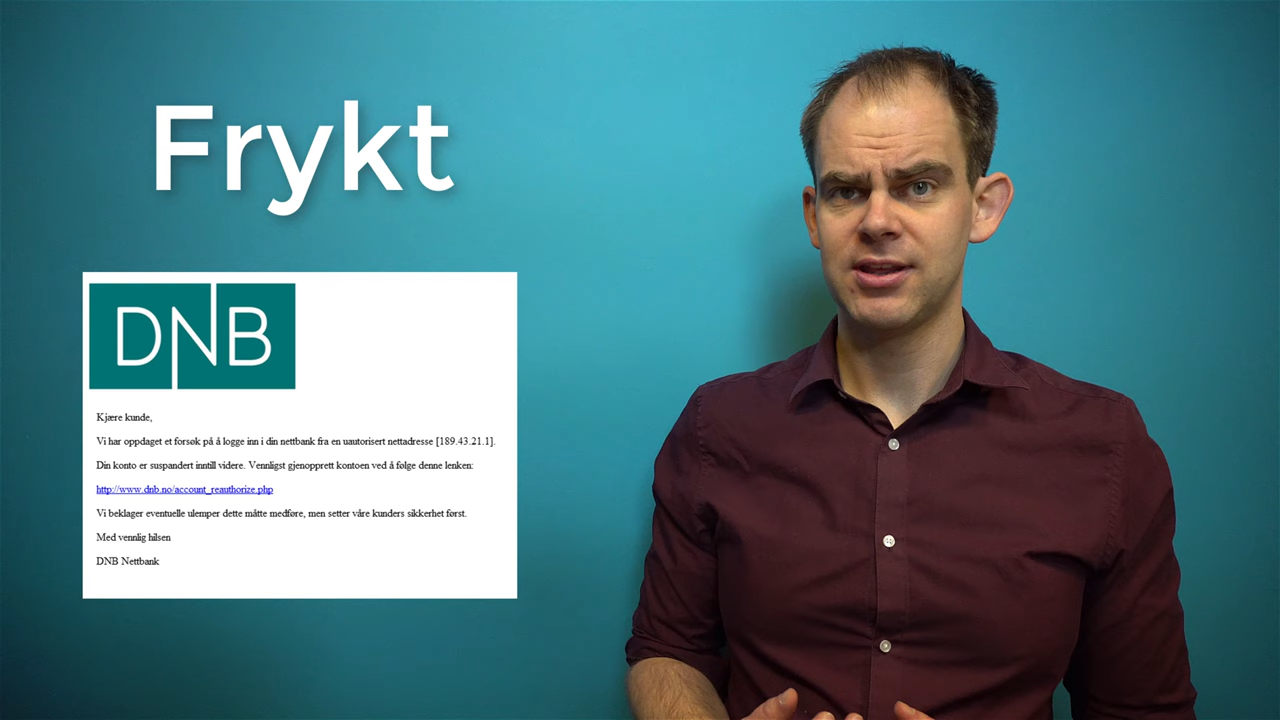 Frykt
DNB
Kjære kunde,
Vi har oppdaget et forsøk på å logge inn i din nettbank fra en uautorisert nettadresse [189.43.21.1].
Din konto er suspandert inntill videre. Vennligst gjenopprett kontoen ved å følge denne lenken:
http://www.dnb.no/account_reauthorize.php
Vi beklager eventuelle ulemper dette måtte medføre, men setter våre kunders sikkerhet først.
Med vennlig hilsen
DNB Nettbank